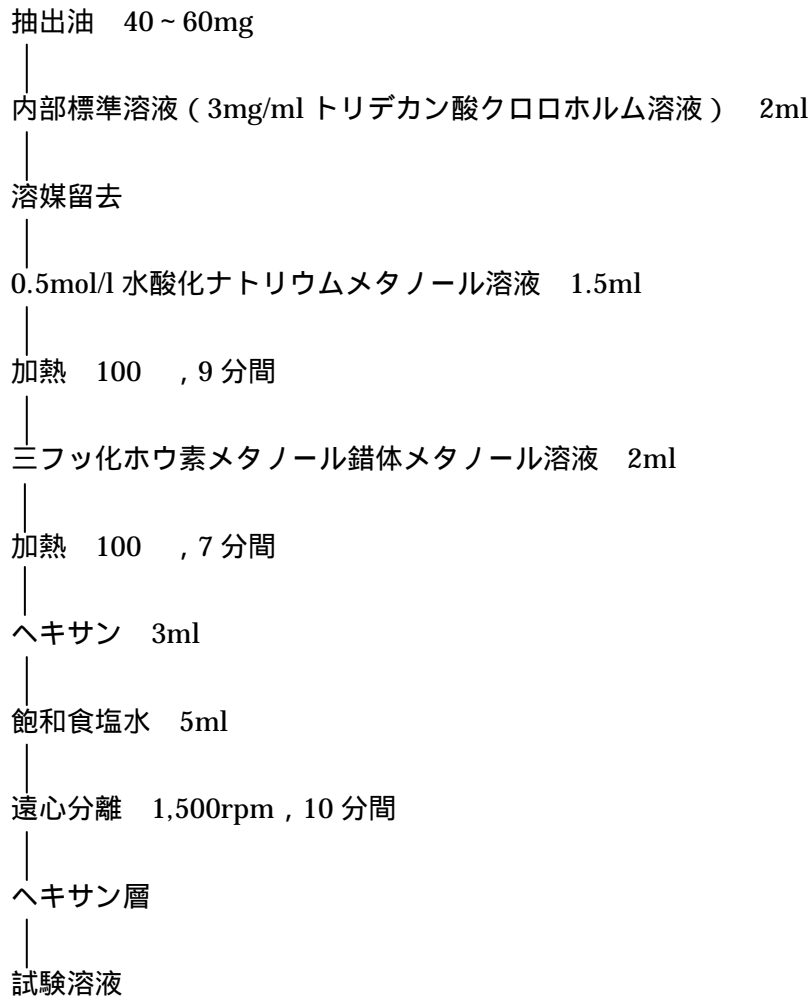 抽出油　40~60mg
内部標準溶液（3mg/ml トリデカン酸クロロホルム溶液）　2ml
溶媒留去
0.5mol/l 水酸化ナトリウムメタノール溶液　1.5ml
加熱　100　, 9 分間
三フッ化ホウ素メタノール錯体メタノール溶液　2ml
加熱　100　, 7 分間
ヘキサン　3ml
飽和食塩水　5ml
遠心分離　1,500rpm , 10 分間
ヘキサン層
試験溶液